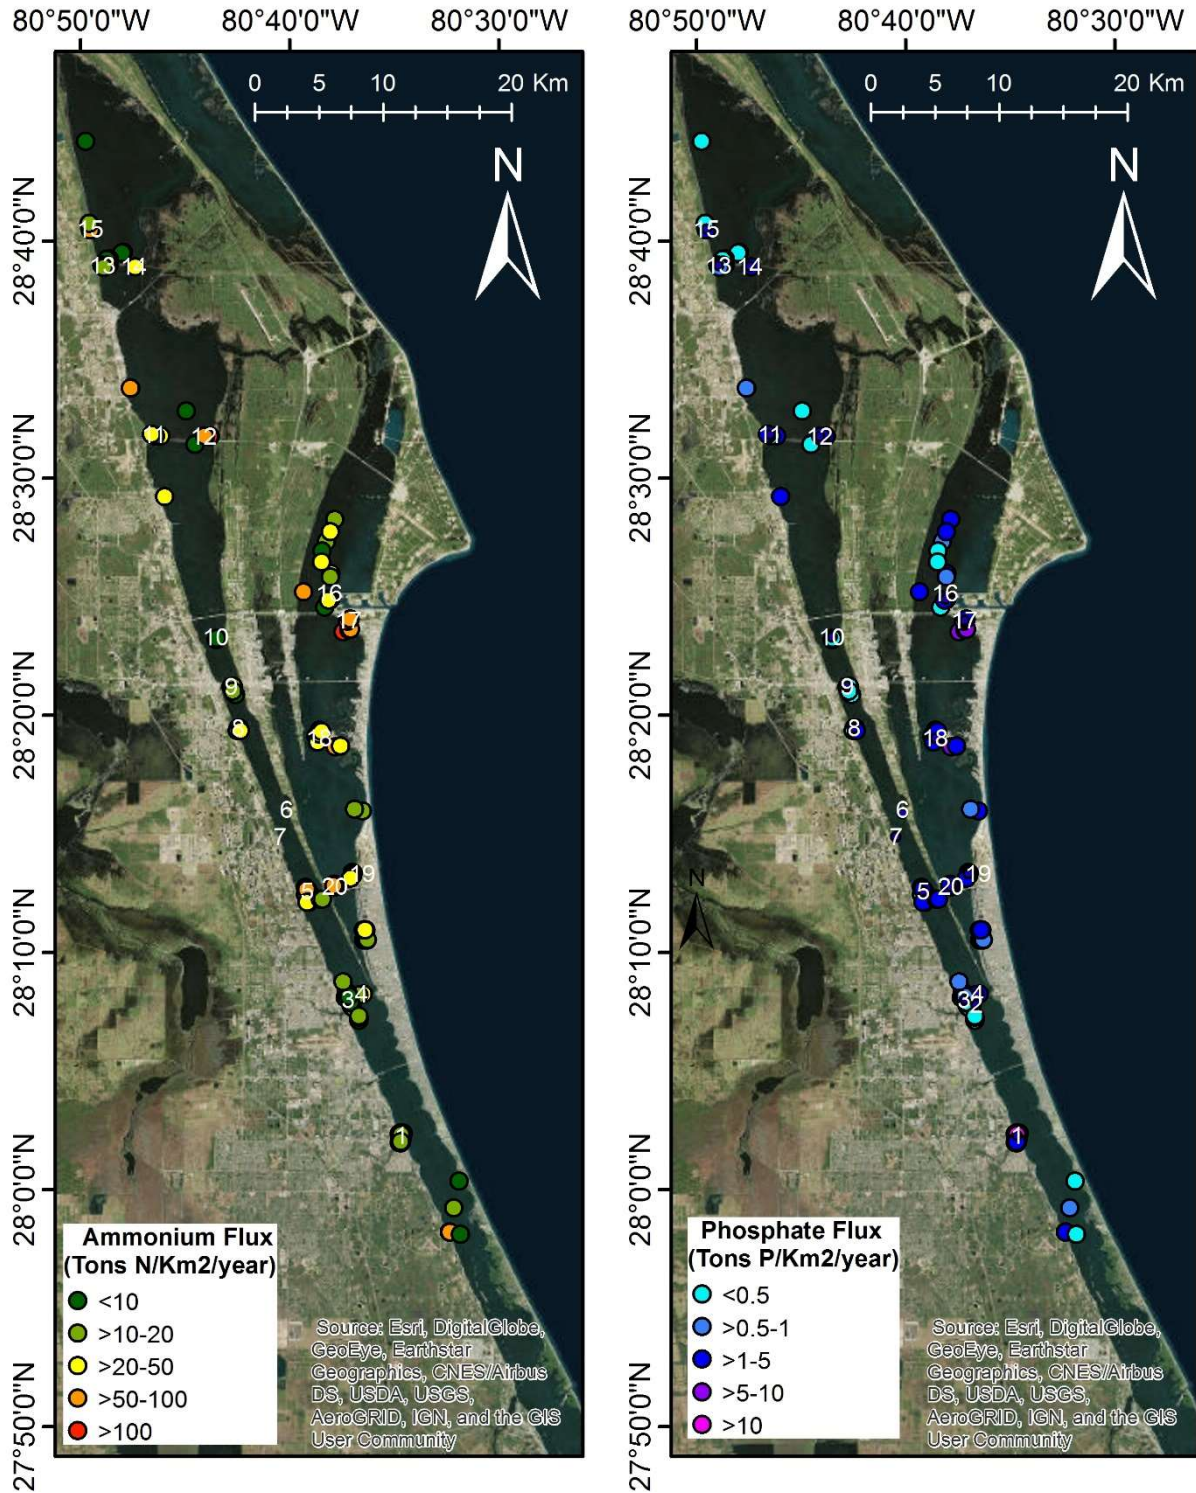 80°50'0"W 80°40'0"W 80°30'0"W
0 5 10 20 Km
N
28°40'0"N
28°30'0"N
28°20'0"N
28°10'0"N
28°0'0"N
27°50'0"N
15
13 14
11 12
16
17
10
9
8
18
6
7
19
20
5
4
3
1
Ammonium Flux
(Tons N/Km2/year)
<10
>10-20
>20-50
>50-100
>100
Source: Esri, DigitalGlobe,
GeoEye, Earthstar
Geographics, CNES/Airbus
DS, USDA, USGS,
AeroGRID, IGN, and the GIS
User Community
80°50'0"W 80°40'0"W 80°30'0"W
0 5 10 20 Km
N
28°40'0"N
28°30'0"N
28°20'0"N
28°10'0"N
28°0'0"N
27°50'0"N
15
13 14
11 12
16
17
10
9
8
18
6
7
19
20
5
N
4
3
2
1
Phosphate Flux
(Tons P/Km2/year)
<0.5
>0.5-1
>1-5
>5-10
>10
Source: Esri, DigitalGlobe,
GeoEye, Earthstar
Geographics, CNES/Airbus
DS, USDA, USGS,
AeroGRID, IGN, and the GIS
User Community